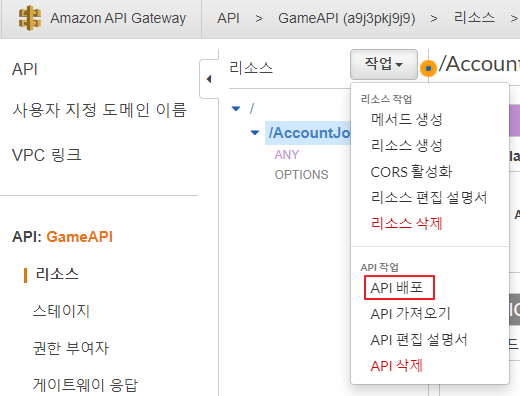 Amazon API Gateway API > GameAPI (a9j3pkj9j9) > 리소스 >
API
사용자 지정 도메인 이름
VPC 링크
API: GameAPI
리소스
스테이지
권한 부여자
게이트웨이 응답
리소스
/
/AccountJo
ANY
OPTIONS
작업
/Account
리소스 작업
메서드 생성
리소스 생성
CORS 활성화
리소스 편집 설명서
리소스 삭제
API 작업
API 배포
API 가져오기
API 편집 설명서
API 삭제